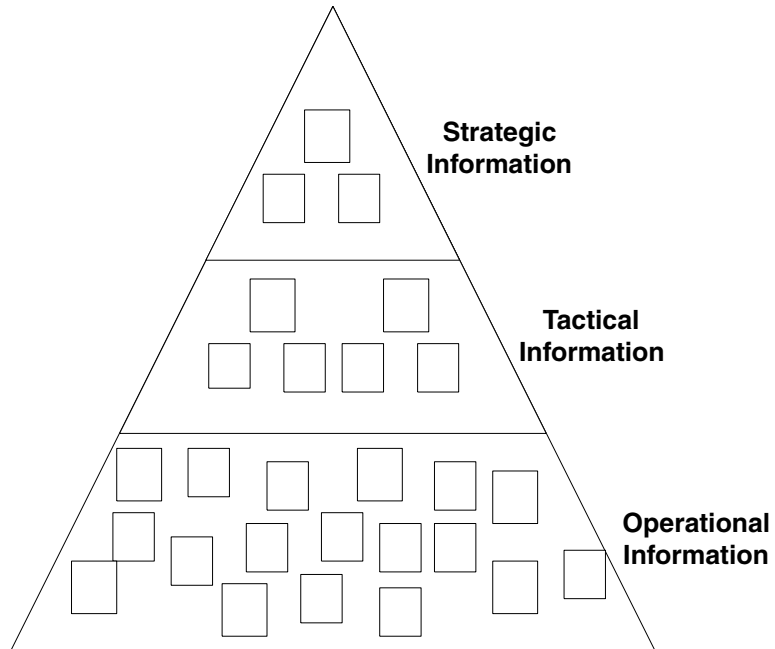 Strategic
Information
Tactical
Information
Operational
Information